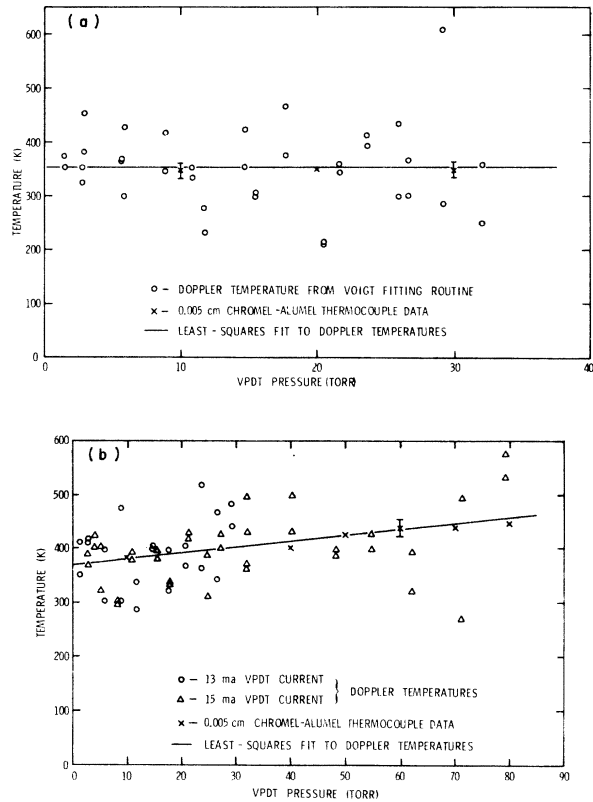 (a)
600
500
400
300
200
100
0
TEMPERATURE (K)
O - DOPPLER TEMPERATURE FROM VOIGT FITTING ROUTINE
× - 0.005 cm CHROMEL-ALUMEL THERMOCOUPLE DATA
— LEAST-SQUARES FIT TO DOPPLER TEMPERATURES
0 10 20 30 40
VPDT PRESSURE (TORR)
(b)
600
500
400
300
200
100
0
TEMPERATURE (K)
O - 13 ma VPDT CURRENT
△ - 15 ma VPDT CURRENT
} DOPPLER TEMPERATURES
× - 0.005 cm CHROMEL-ALUMEL THERMOCOUPLE DATA
— LEAST-SQUARES FIT TO DOPPLER TEMPERATURES
0 10 20 30 40 50 60 70 80 90
VPDT PRESSURE (TORR)